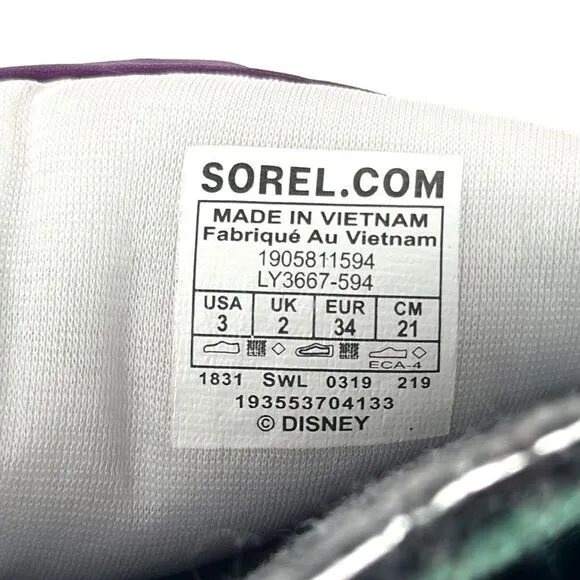 SOREL.COM
MADE IN VIETNAM
Fabriqué Au Vietnam
1905811594
LY3667-594
USA UK EUR CM
3 2 34 21
ECA-4
1831 SWL 0319 219
193553704133
© DISNEY